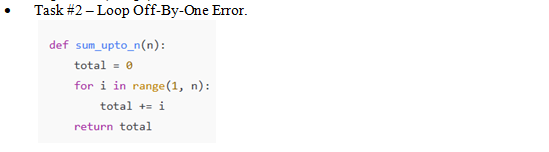 • Task #2 – Loop Off-By-One Error.
def sum_upto_n(n):
    total = 0
    for i in range(1, n):
        total += i
    return total